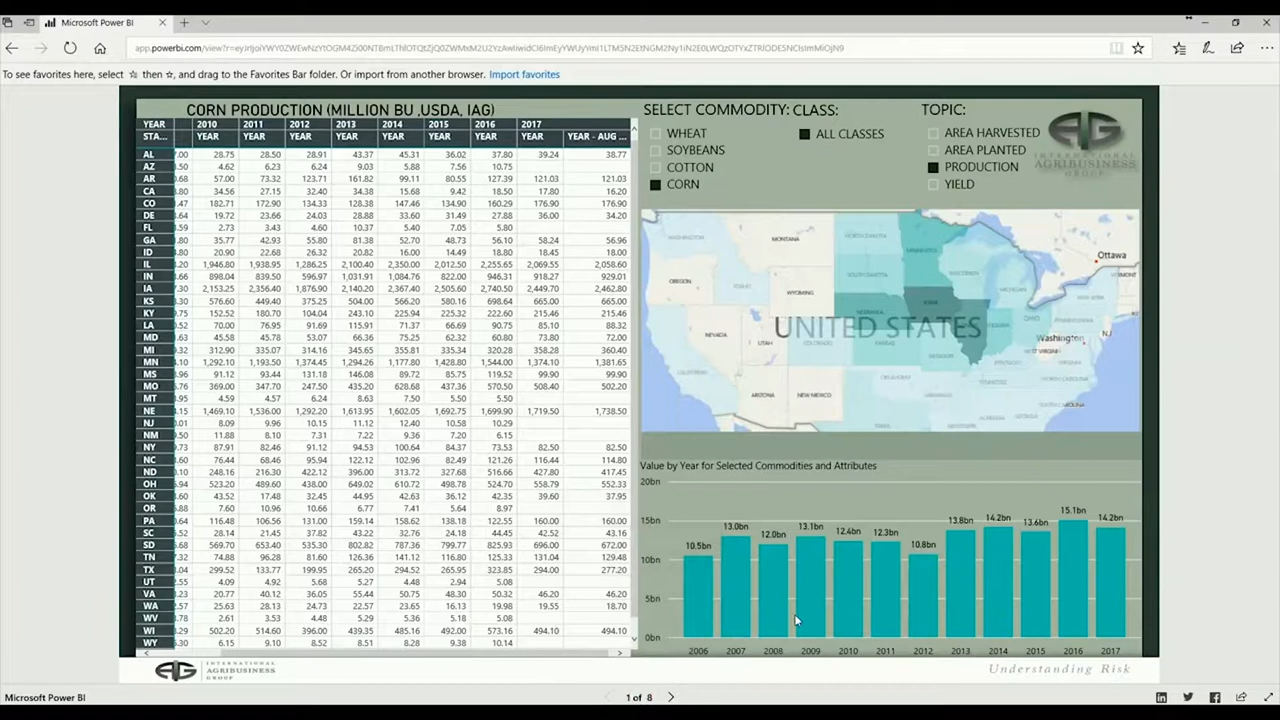 Microsoft Power BI
To see favorites here, select ☆ then ☆, and drag to the Favorites Bar folder. Or import from another browser. Import favorites
CORN PRODUCTION (MILLION BU ,USDA, IAG)
YEAR 2010 2011 2012 2013 2014 2015 2016 2017
STA... YEAR YEAR YEAR YEAR YEAR YEAR YEAR YEAR YEAR - AUG ...
AL 7.00 28.75 28.50 28.91 43.37 45.31 36.02 37.80 39.24 38.77
AZ 4.62 6.23 6.24 9.03 5.88 7.56 10.75
AR 57.00 73.32 123.71 161.82 99.11 80.55 127.39 121.03 121.03
CA 34.56 27.15 32.40 34.38 15.68 9.42 18.50 17.80 16.20
CO 182.71 172.90 134.33 128.38 147.46 134.90 160.29 176.90 176.90
DE 19.72 23.66 24.03 28.88 33.60 31.49 27.88 36.00 34.20
FL 2.73 3.43 4.60 10.37 5.40 7.05 5.80
GA 35.77 42.93 55.80 81.38 52.70 48.73 56.10 58.24 56.96
ID 20.90 22.68 26.32 20.82 16.00 14.49 18.80 18.45 18.00
IL 1,946.80 1,938.95 1,286.25 2,100.40 2,350.00 2,012.50 2,255.65 2,069.55 2,058.60
IN 898.04 839.50 596.97 1,031.91 1,084.76 822.00 946.31 918.27 929.01
IA 2,153.25 2,356.40 1,876.90 2,140.20 2,367.40 2,505.60 2,740.50 2,449.70 2,462.80
KS 576.60 449.40 375.25 504.00 566.20 580.16 698.64 665.00 665.00
KY 152.52 180.70 104.04 243.10 225.94 225.32 222.60 215.46 215.46
LA 70.00 76.95 91.69 115.91 71.37 66.69 90.75 85.10 88.32
MD 45.58 45.78 53.07 66.36 75.25 62.32 60.80 73.80 72.00
MI 312.90 335.07 314.16 345.65 355.81 335.34 320.28 358.28 360.40
MN 1,292.10 1,193.50 1,374.45 1,294.26 1,177.80 1,428.80 1,544.00 1,374.10 1,381.65
MS 91.12 93.44 131.18 146.08 89.72 85.75 119.52 99.90 99.90
MO 369.00 347.70 247.50 435.20 628.68 437.36 570.50 508.40 502.20
MT 4.59 4.57 6.24 8.63 7.50 5.50 5.50
NE 1,469.10 1,536.00 1,292.20 1,613.95 1,602.05 1,692.75 1,699.90 1,719.50 1,738.50
NJ 8.09 9.96 10.15 11.12 12.40 10.58 10.29
NM 11.88 8.10 7.31 7.22 9.36 7.20 6.15
NY 87.91 82.46 91.12 94.53 100.64 84.37 73.53 82.50 82.50
NC 76.44 68.46 95.94 122.12 102.96 82.49 121.26 116.44 114.80
ND 248.16 216.30 422.12 396.00 313.72 327.68 516.66 427.80 417.45
OH 523.20 489.60 438.00 649.02 610.72 498.78 524.70 558.79 552.33
OK 43.52 17.48 32.45 44.95 42.63 36.12 42.35 39.60 37.95
OR 7.60 10.96 10.66 6.77 7.41 5.64 8.97
PA 116.48 106.56 131.00 159.14 158.62 138.18 122.55 160.00 160.00
SC 28.14 21.45 37.82 43.22 32.76 24.18 44.45 42.52 43.16
SD 569.70 653.40 535.30 802.82 787.36 799.77 825.93 696.00 672.00
TN 74.88 96.28 81.60 126.36 141.12 116.80 125.33 131.04 129.48
TX 299.52 133.77 199.95 265.20 294.52 265.95 323.85 294.00 277.20
UT 4.09 4.92 5.68 5.27 4.48 2.94 5.08
VA 20.77 40.12 36.05 55.44 50.75 48.30 50.32 46.20 46.20
WA 25.63 28.13 24.73 22.57 23.65 16.13 19.98 19.55 18.70
WV 2.61 3.53 4.48 5.29 5.36 5.18 5.08
WI 502.20 514.60 396.00 439.35 485.16 492.00 573.16 494.10 494.10
WY 6.15 9.10 8.52 8.91 8.28 9.38 10.14
SELECT COMMODITY: CLASS: TOPIC:
WHEAT ALL CLASSES AREA HARVESTED
SOYBEANS AREA PLANTED
COTTON PRODUCTION
CORN YIELD
INTERNATIONAL
AGRIBUSINESS
GROUP
WASHINGTON
MONTANA
NORTH DAKOTA
MINNESOTA
Ottawa
OREGON
IDAHO
WYOMING
SOUTH DAKOTA
WISCONSIN
MICHIGAN
VERMONT
NEVADA
UTAH
COLORADO
NEBRASKA
IOWA
UNITED STATES
OHIO
Washington
NJ
WEST VIRGINIA
ARIZONA
NEW MEXICO
Value by Year for Selected Commodities and Attributes
20bn
15bn
10bn
5bn
0bn
10.5bn 13.0bn 12.0bn 13.1bn 12.4bn 12.3bn 10.8bn 13.8bn 14.2bn 13.6bn 15.1bn 14.2bn
2006 2007 2008 2009 2010 2011 2012 2013 2014 2015 2016 2017
INTERNATIONAL
AGRIBUSINESS
GROUP
Understanding Risk
Microsoft Power BI
1 of 8